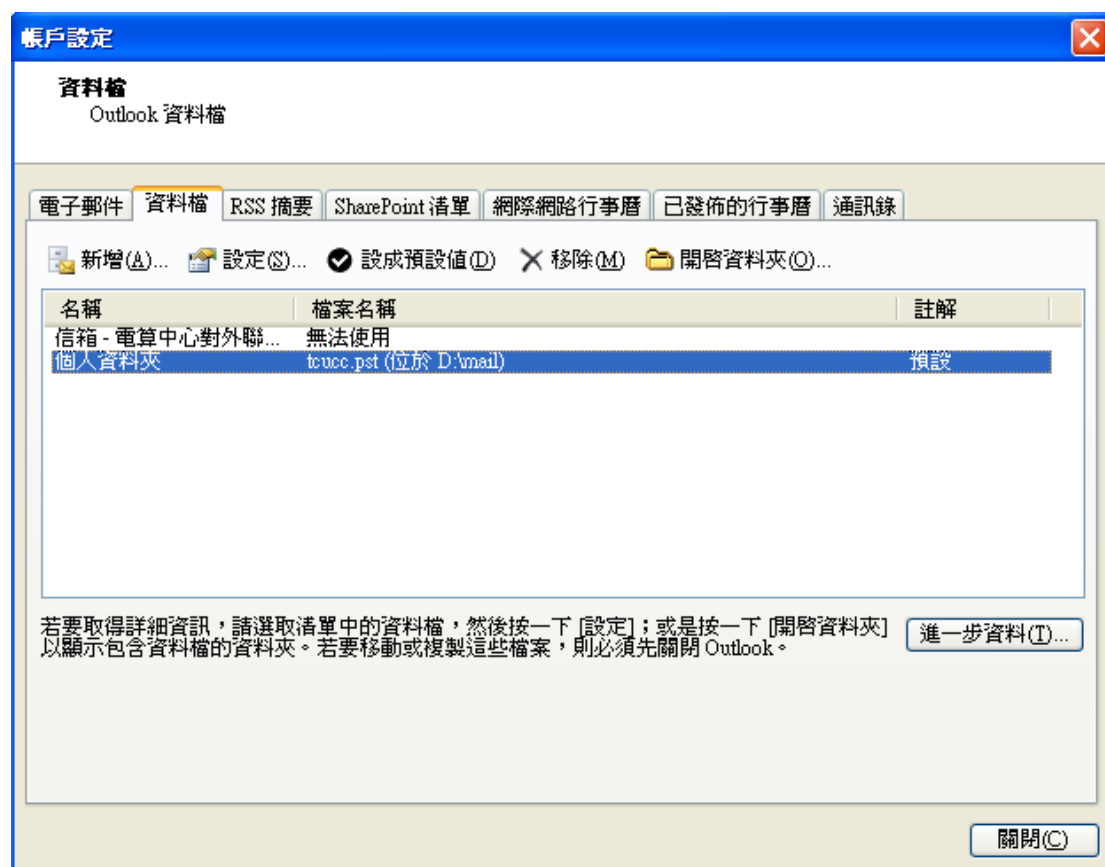 帳戶設定
資料檔
Outlook 資料檔
電子郵件 資料檔 RSS 摘要 SharePoint 清單 網際網路行事曆 已發佈的行事曆 通訊錄
新增(A)... 設定(S)... 設成預設值(D) 移除(M) 開啟資料夾(O)...
名稱 檔案名稱 註解
信箱 - 電算中心對外聯... 無法使用
個人資料夾 tcucc.pst (位於 D:\mail) 預設
若要取得詳細資訊，請選取清單中的資料檔，然後按一下 [設定]；或是按一下 [開啟資料夾]
以顯示包含資料檔的資料夾。若要移動或複製這些檔案，則必須先關閉 Outlook。
進一步資料(T)...
關閉(C)